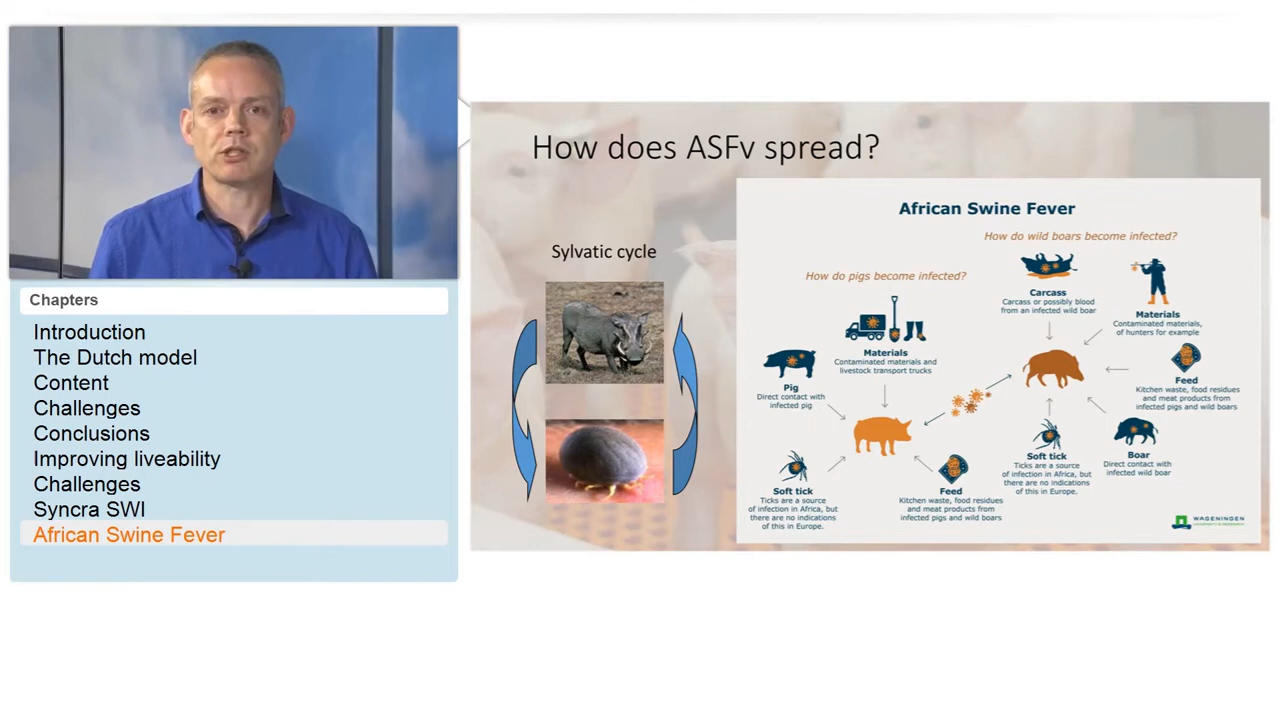 Chapters
Introduction
The Dutch model
Content
Challenges
Conclusions
Improving liveability
Challenges
Syncra SWI
African Swine Fever
How does ASFv spread?
Sylvatic cycle
African Swine Fever
How do pigs become infected?
Materials
Contaminated materials and
livestock transport trucks
Pig
Direct contact with
infected pig
Soft tick
Ticks are a source
of infection in Africa, but
there are no indications
of this in Europe.
Feed
Kitchen waste, food residues
and meat products from
infected pigs and wild boars
How do wild boars become infected?
Carcass
Carcass or possibly blood
from an infected wild boar
Materials
Contaminated materials,
of hunters for example
Feed
Kitchen waste, food residues
and meat products from
infected pigs and wild boars
Soft tick
Ticks are a source
of infection in Africa, but
there are no indications
of this in Europe.
Boar
Direct contact with
infected wild boar
WAGENINGEN
UNIVERSITY & RESEARCH